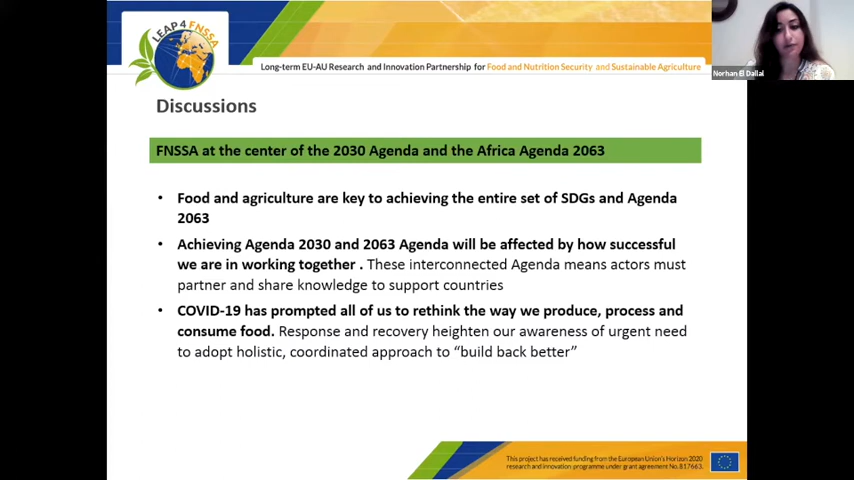 LEAP 4 FNSSA
Long-term EU-AU Research and Innovation Partnership for Food and Nutrition Security and Sustainable Agriculture
Norhan El Dallal
Discussions
FNSSA at the center of the 2030 Agenda and the Africa Agenda 2063
• Food and agriculture are key to achieving the entire set of SDGs and Agenda
2063
• Achieving Agenda 2030 and 2063 Agenda will be affected by how successful
we are in working together . These interconnected Agenda means actors must
partner and share knowledge to support countries
• COVID-19 has prompted all of us to rethink the way we produce, process and
consume food. Response and recovery heighten our awareness of urgent need
to adopt holistic, coordinated approach to “build back better”
This project has received funding from the European Union's Horizon 2020
research and innovation programme under grant agreement No. 817663.